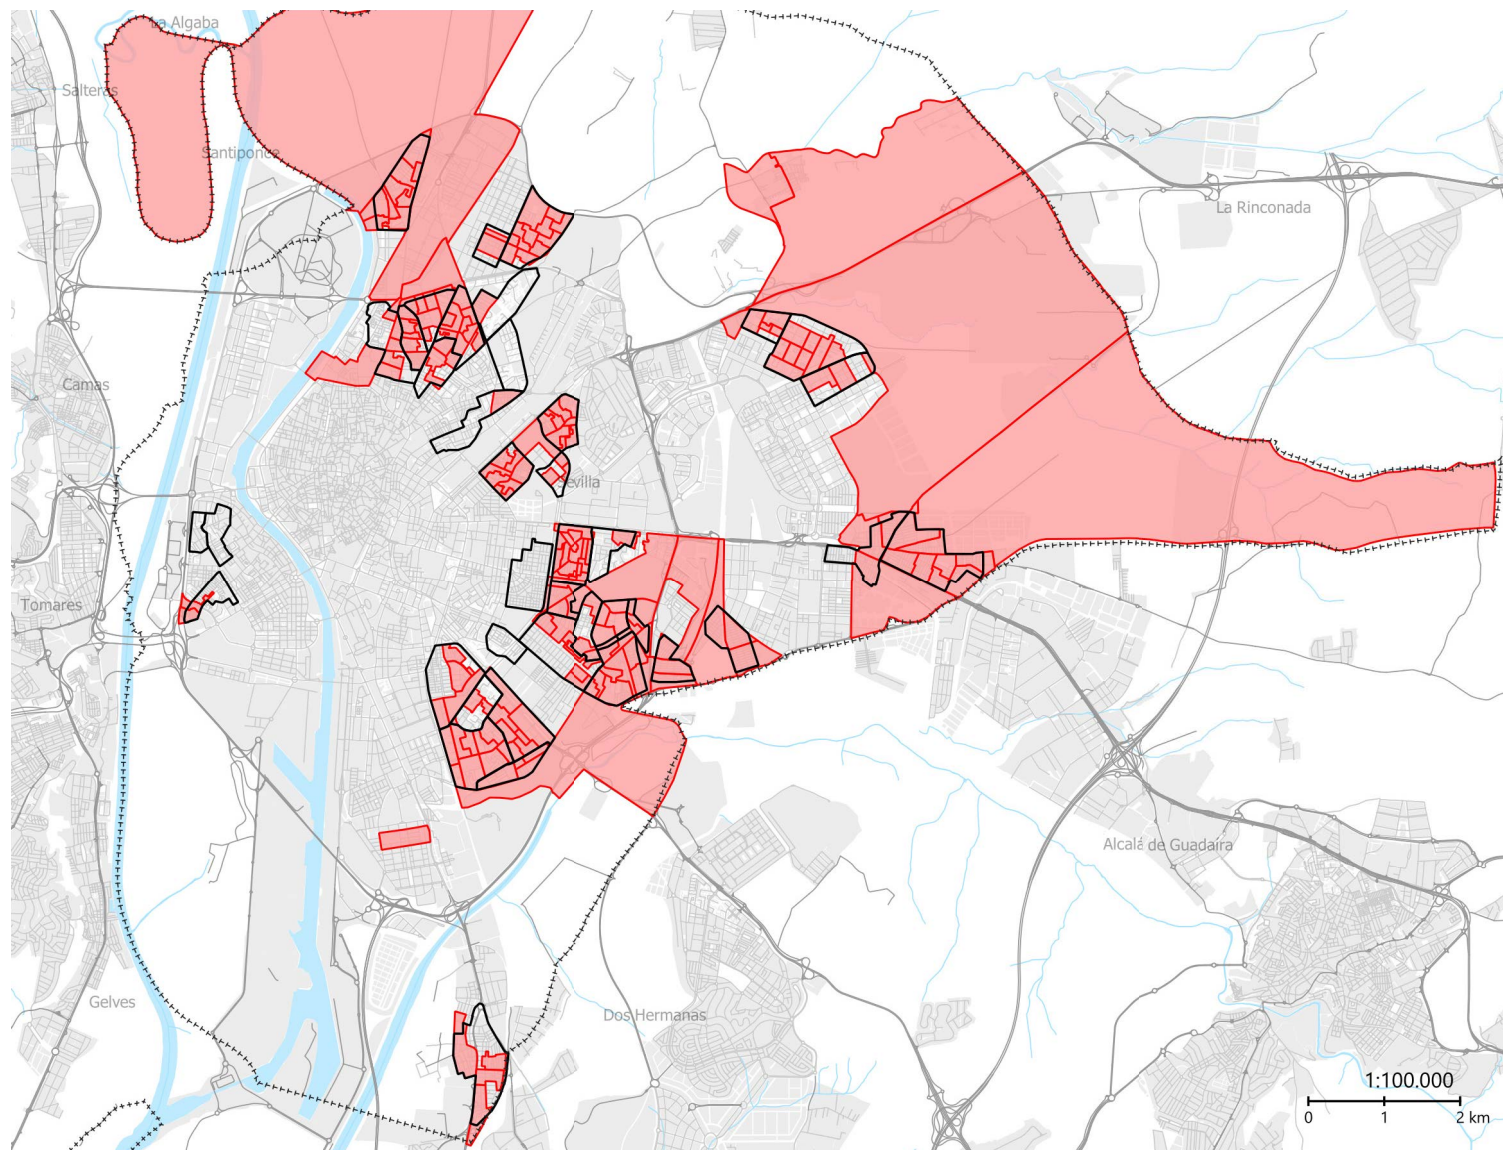 La Algaba
Salteras
Santiponce
La Rinconada
Camas
Sevilla
Tomares
Alcalá de Guadaíra
Gelves
Dos Hermanas
1:100.000
0 1 2 km